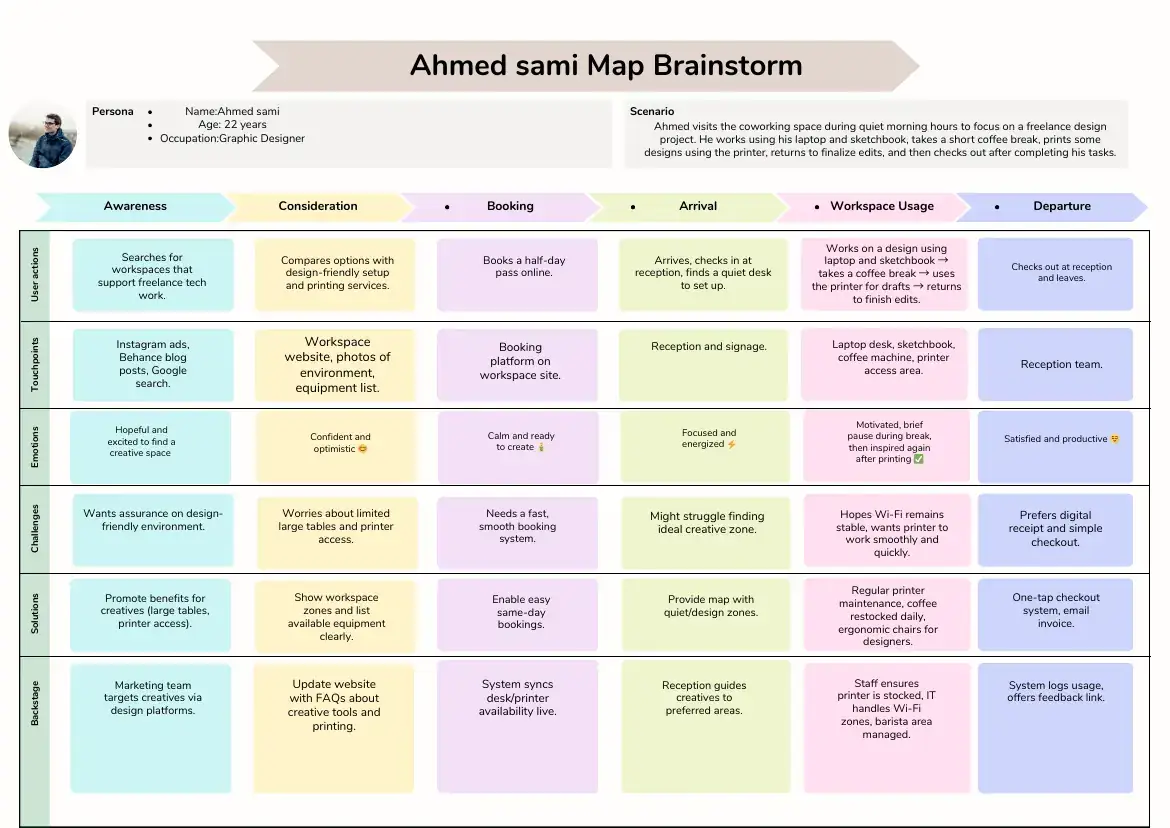 Ahmed sami Map Brainstorm
Persona
• Name:Ahmed sami
• Age: 22 years
• Occupation:Graphic Designer
Scenario
Ahmed visits the coworking space during quiet morning hours to focus on a freelance design
project. He works using his laptop and sketchbook, takes a short coffee break, prints some
designs using the printer, returns to finalize edits, and then checks out after completing his tasks.
Awareness
Consideration
• Booking
• Arrival
• Workspace Usage
• Departure
User actions
Searches for
workspaces that
support freelance tech
work.
Compares options with
design-friendly setup
and printing services.
Books a half-day
pass online.
Arrives, checks in at
reception, finds a quiet desk
to set up.
Works on a design using
laptop and sketchbook →
takes a coffee break → uses
the printer for drafts → returns
to finish edits.
Checks out at reception
and leaves.
Touchpoints
Instagram ads,
Behance blog
posts, Google
search.
Workspace
website, photos of
environment,
equipment list.
Booking
platform on
workspace site.
Reception and signage.
Laptop desk, sketchbook,
coffee machine, printer
access area.
Reception team.
Emotions
Hopeful and
excited to find a
creative space
Confident and
optimistic 😊
Calm and ready
to create
Focused and
energized ⚡
Motivated, brief
pause during break,
then inspired again
after printing ✅
Satisfied and productive
Challenges
Wants assurance on design-
friendly environment.
Worries about limited
large tables and printer
access.
Needs a fast,
smooth booking
system.
Might struggle finding
ideal creative zone.
Hopes Wi-Fi remains
stable, wants printer to
work smoothly and
quickly.
Prefers digital
receipt and simple
checkout.
Solutions
Promote benefits for
creatives (large tables,
printer access).
Show workspace
zones and list
available equipment
clearly.
Enable easy
same-day
bookings.
Provide map with
quiet/design zones.
Regular printer
maintenance, coffee
restocked daily,
ergonomic chairs for
designers.
One-tap checkout
system, email
invoice.
Backstage
Marketing team
targets creatives via
design platforms.
Update website
with FAQs about
creative tools and
printing.
System syncs
desk/printer
availability live.
Reception guides
creatives to
preferred areas.
Staff ensures
printer is stocked, IT
handles Wi-Fi
zones, barista area
managed.
System logs usage,
offers feedback link.